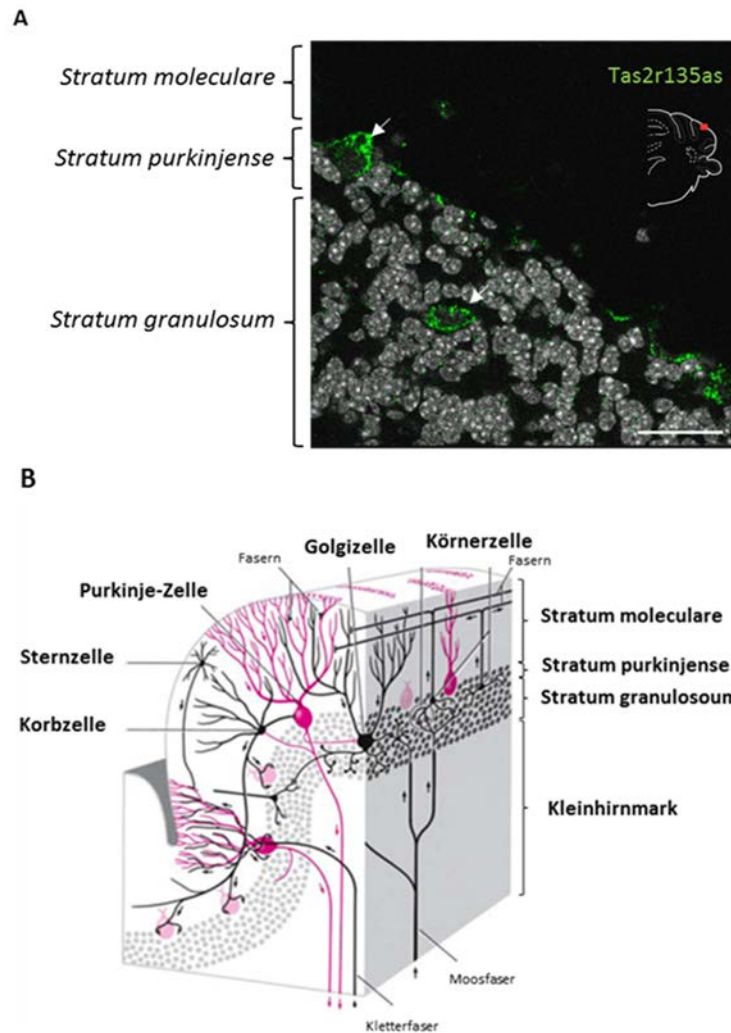 A
Stratum moleculare
Tas2r135as
Stratum purkinjense
Stratum granulosum
B
Golgizelle
Körnerzelle
Fasern
Fasern
Purkinje-Zelle
Stratum moleculare
Sternzelle
Stratum purkinjense
Stratum granulosoum
Korbzelle
Kleinhirnmark
Moosfaser
Kletterfaser